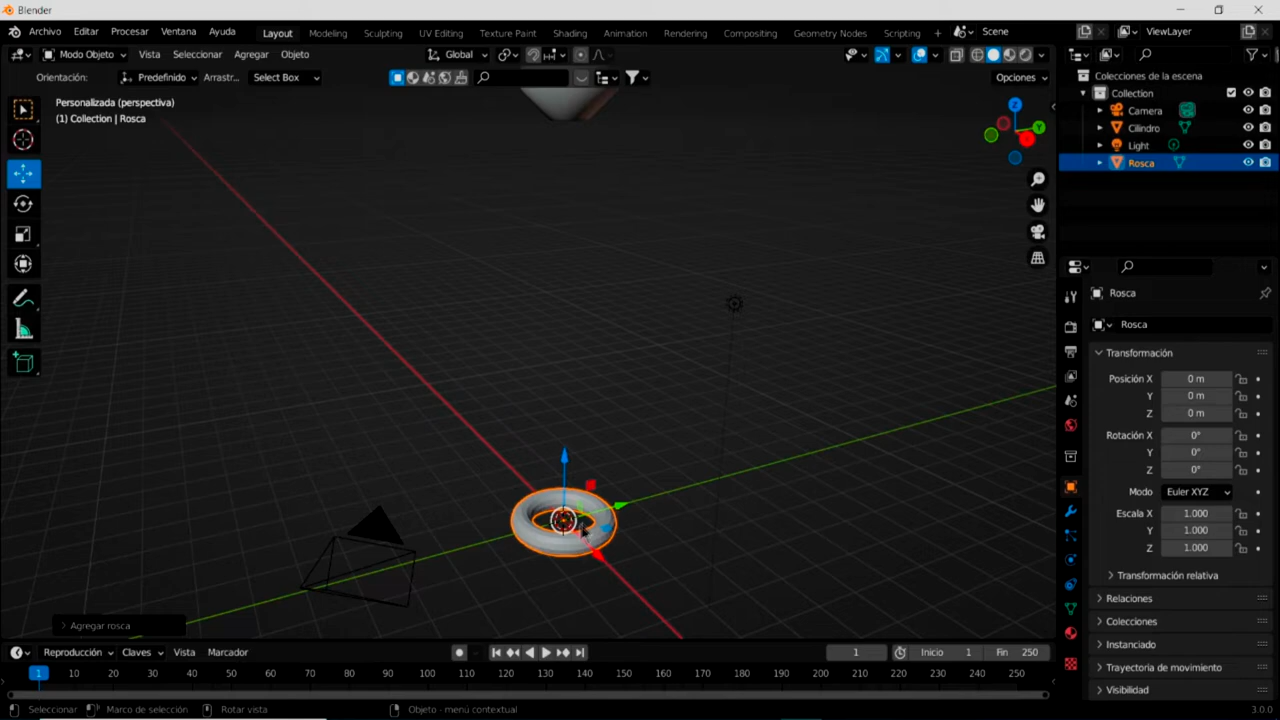 Blender
Archivo Editar Procesar Ventana Ayuda Layout Modeling Sculpting UV Editing Texture Paint Shading Animation Rendering Compositing Geometry Nodes Scripting + Scene ViewLayer
Modo Objeto Vista Seleccionar Agregar Objeto Global
Orientación: Predefinido Arrastr... Select Box Opciones
Personalizada (perspectiva)
(1) Collection | Rosca
Z
Y
Colecciones de la escena
Collection
Camera
Cilindro
Light
Rosca
Rosca
Rosca
Transformación
Posición X 0 m
Y 0 m
Z 0 m
Rotación X 0°
Y 0°
Z 0°
Modo Euler XYZ
Escala X 1.000
Y 1.000
Z 1.000
Transformación relativa
Relaciones
Colecciones
Instanciado
Trayectoria de movimiento
Visibilidad
Agregar rosca
Reproducción Claves Vista Marcador 1 Inicio 1 Fin 250
1 10 20 30 40 50 60 70 80 90 100 110 120 130 140 150 160 170 180 190 200 210 220 230 240 250
Seleccionar Marco de selección Rotar vista Objeto - menú contextual 3.0.0